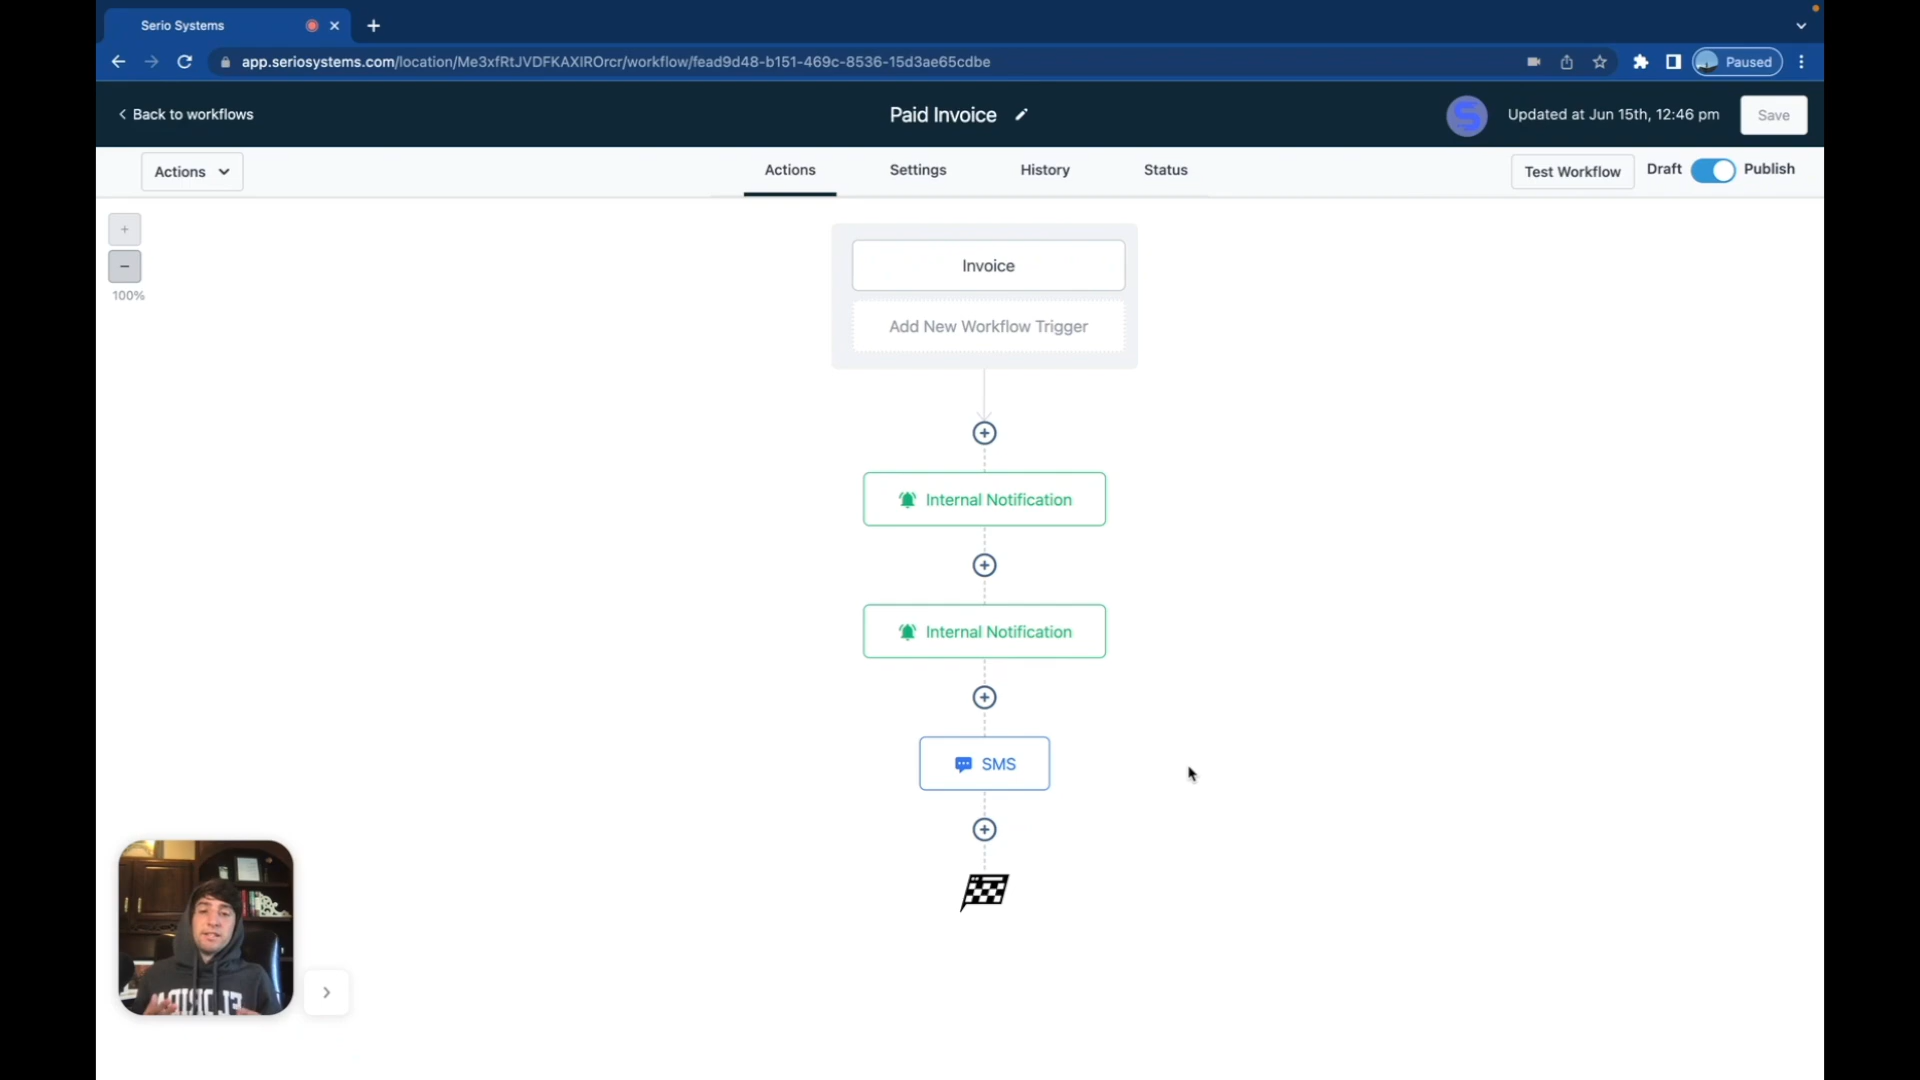 Serio Systems
app.seriosystems.com/location/Me3xfRtJVDFKAXIROrcr/workflow/fead9d48-b151-469c-8536-15d3ae65cdbe
Paused
Back to workflows
Paid Invoice
Updated at Jun 15th, 12:46 pm
Save
Actions
Actions
Settings
History
Status
Test Workflow
Draft
Publish
100%
Invoice
Add New Workflow Trigger
Internal Notification
Internal Notification
SMS